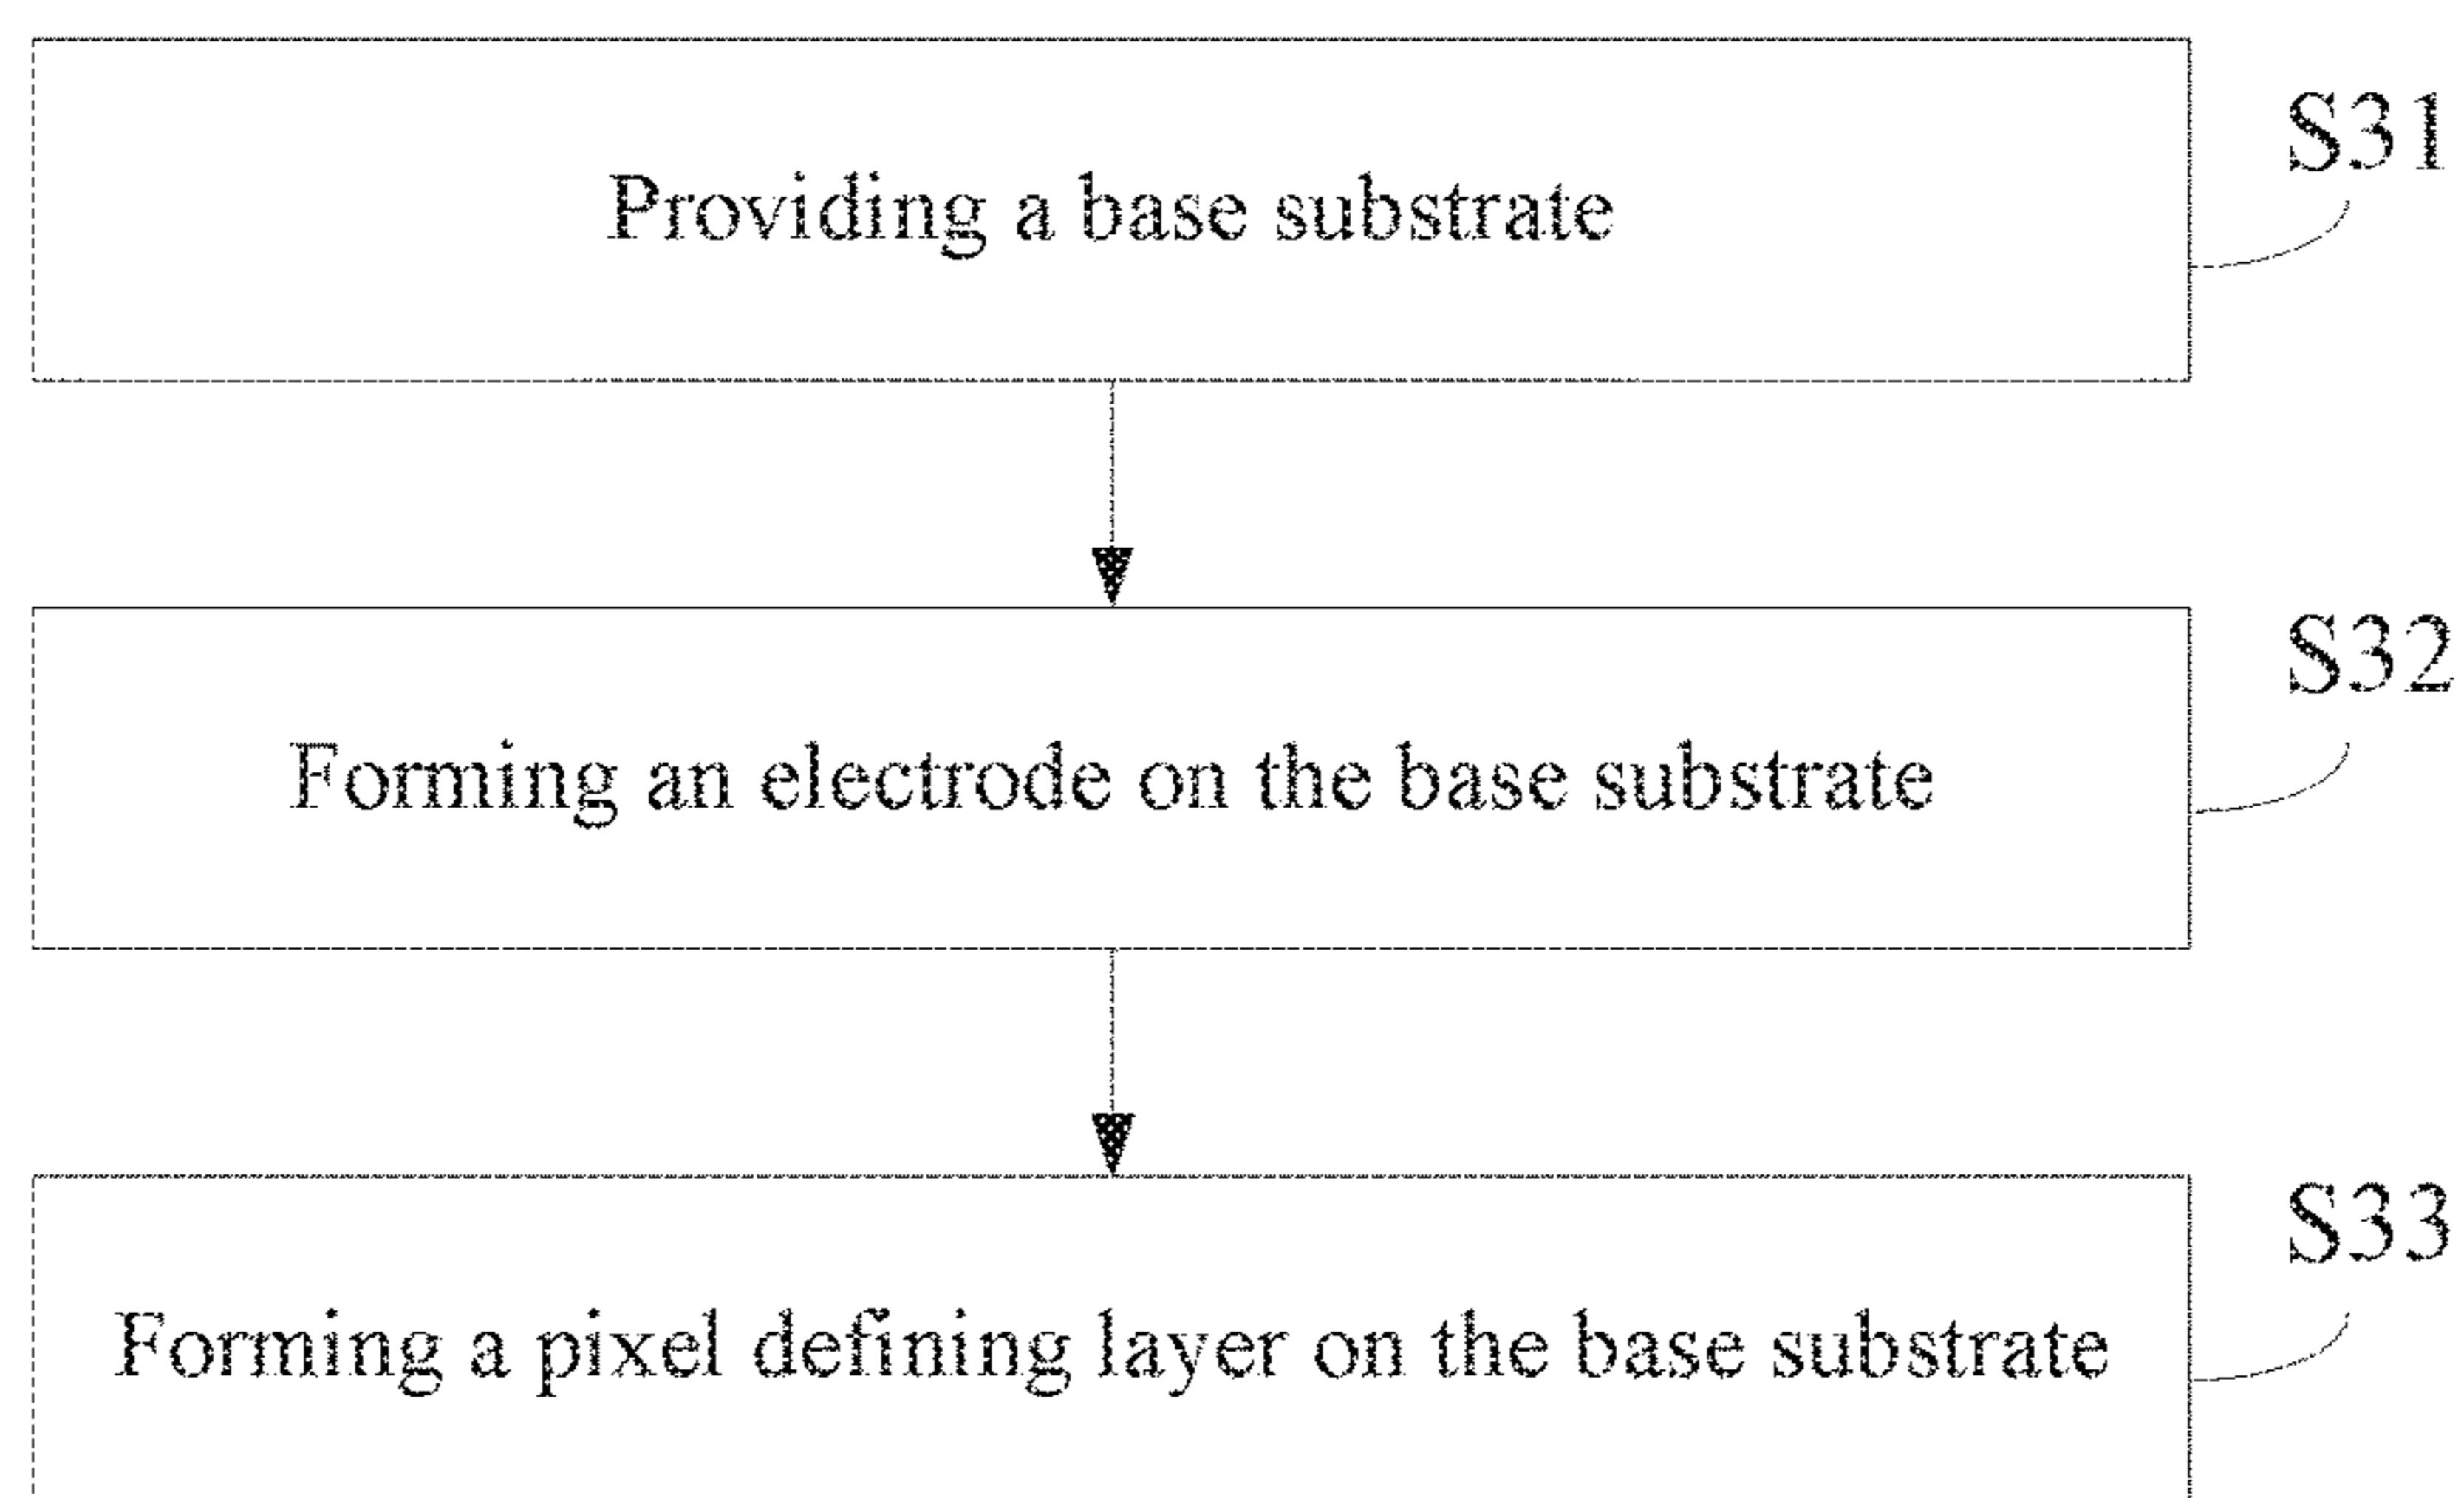 S31
Providing a base substrate
S32
Forming an electrode on the base substrate
S33
Forming a pixel defining layer on the base substrate